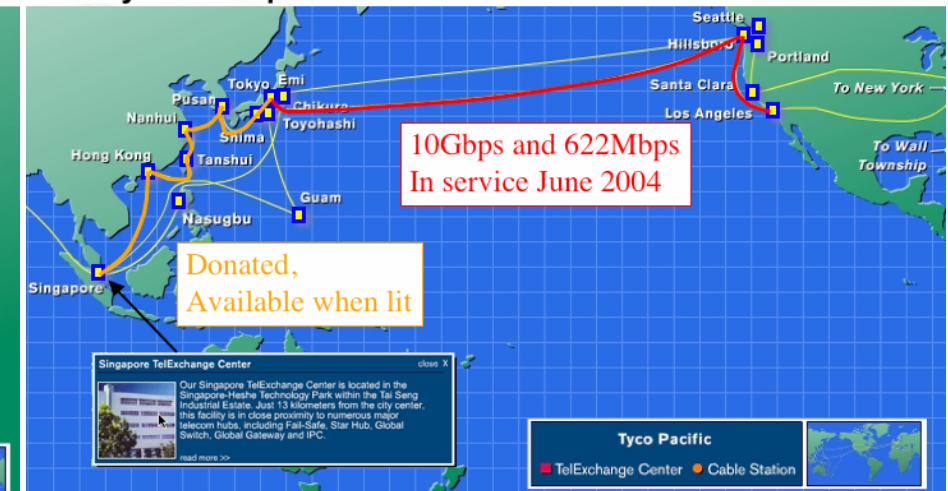 Seattle
Hillsboro
Portland
Santa Clara
To New York
Los Angeles
To Wall
Township
Tokyo
Emi
Pusan
Chikura
Nanhui
Toyohashi
Shima
Hong Kong
Tanshui
Guam
Nasugbu
Singapore
10Gbps and 622Mbps
In service June 2004
Donated,
Available when lit
Singapore TelExchange Center
close X
Our Singapore TelExchange Center is located in the
Singapore-Heshe Technology Park within the Tai Seng
Industrial Estate. Just 13 kilometers from the city center,
this facility is in close proximity to numerous major
telecom hubs, including Fail-Safe, Star Hub, Global
Switch, Global Gateway and IPC.
read more >>
Tyco Pacific
TelExchange Center
Cable Station